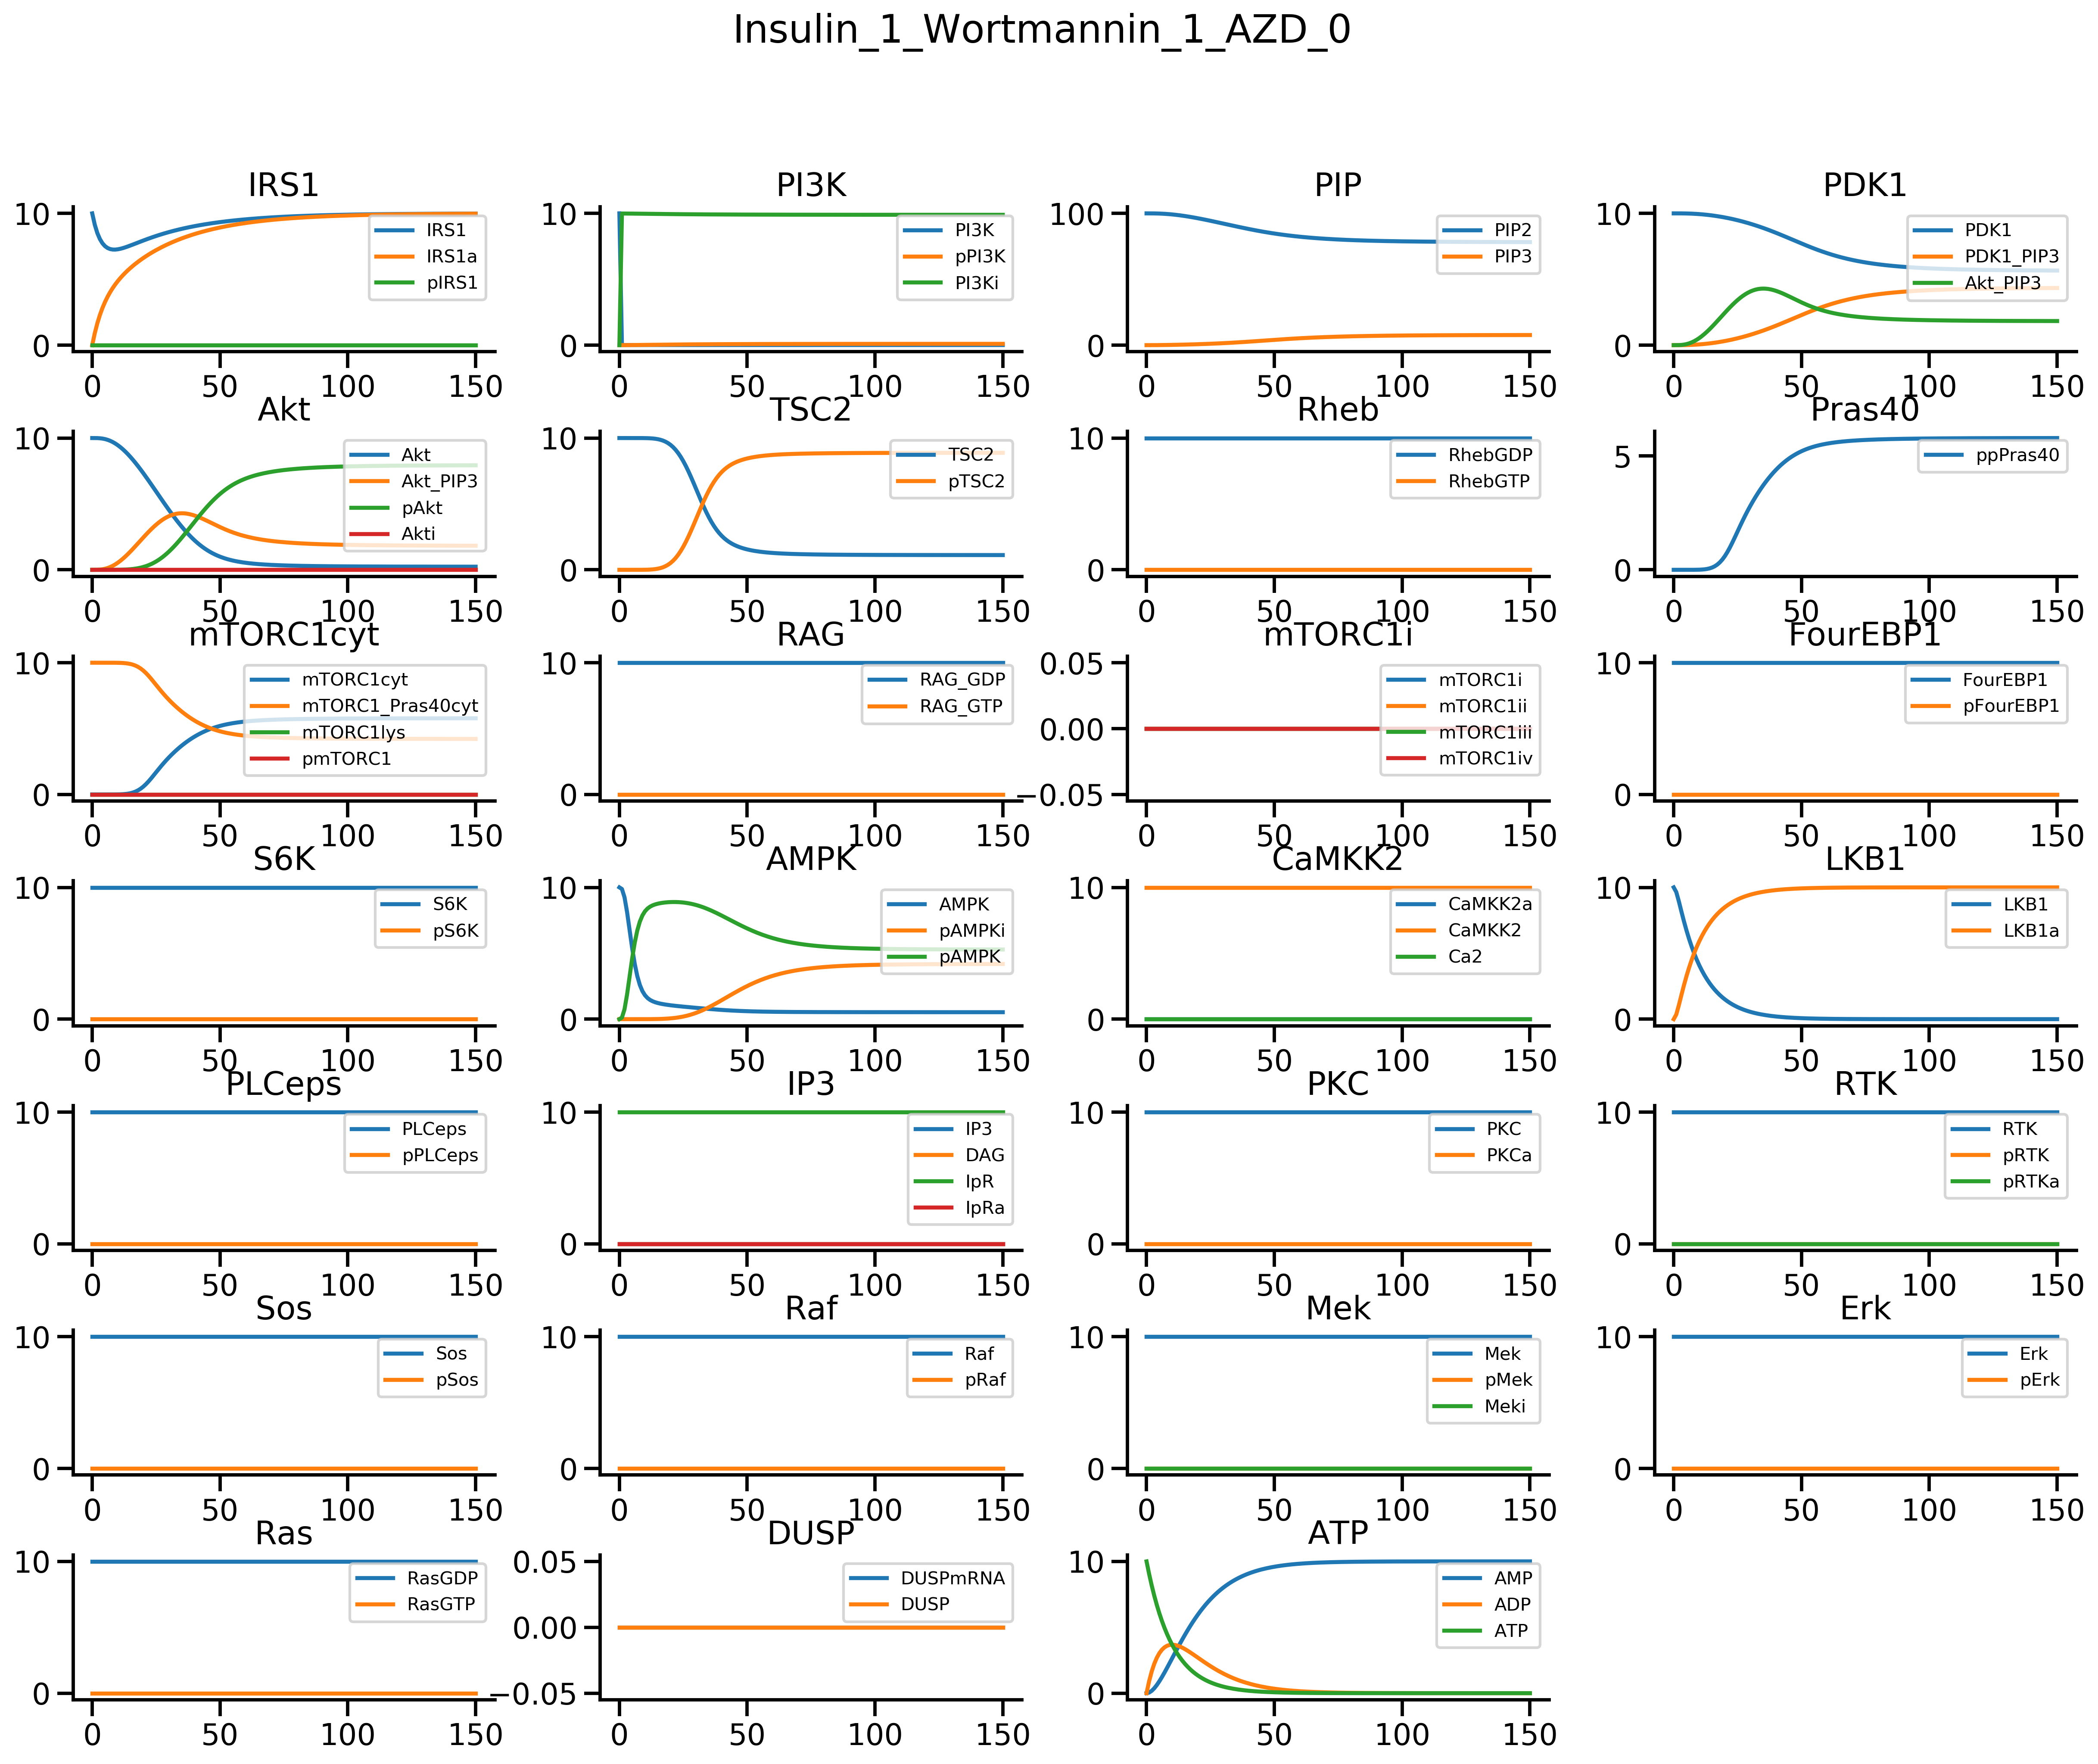 Insulin_1_Wortmannin_1_AZD_0
IRS1
10
0
0 50 100 150
IRS1
IRS1a
pIRS1
PI3K
10
0
0 50 100 150
PI3K
pPI3K
PI3Ki
PIP
100
0
0 50 100 150
PIP2
PIP3
PDK1
10
0
0 50 100 150
PDK1
PDK1_PIP3
Akt_PIP3
Akt
10
0
0 50 100 150
Akt
Akt_PIP3
pAkt
Akti
TSC2
10
0
0 50 100 150
TSC2
pTSC2
Rheb
10
0
0 50 100 150
RhebGDP
RhebGTP
Pras40
5
0
0 50 100 150
ppPras40
mTORC1cyt
10
0
0 50 100 150
mTORC1cyt
mTORC1_Pras40cyt
mTORC1lys
pmTORC1
RAG
10
0
0 50 100 150
RAG_GDP
RAG_GTP
mTORC1i
0.05
0.00
−0.05
0 50 100 150
mTORC1i
mTORC1ii
mTORC1iii
mTORC1iv
FourEBP1
10
0
0 50 100 150
FourEBP1
pFourEBP1
S6K
10
0
0 50 100 150
S6K
pS6K
AMPK
10
0
0 50 100 150
AMPK
pAMPKi
pAMPK
CaMKK2
10
0
0 50 100 150
CaMKK2a
CaMKK2
Ca2
LKB1
10
0
0 50 100 150
LKB1
LKB1a
PLCeps
10
0
0 50 100 150
PLCeps
pPLCeps
IP3
10
0
0 50 100 150
IP3
DAG
IpR
IpRa
PKC
10
0
0 50 100 150
PKC
PKCa
RTK
10
0
0 50 100 150
RTK
pRTK
pRTKa
Sos
10
0
0 50 100 150
Sos
pSos
Raf
10
0
0 50 100 150
Raf
pRaf
Mek
10
0
0 50 100 150
Mek
pMek
Meki
Erk
10
0
0 50 100 150
Erk
pErk
Ras
10
0
0 50 100 150
RasGDP
RasGTP
DUSP
0.05
0.00
−0.05
0 50 100 150
DUSPmRNA
DUSP
ATP
10
0
0 50 100 150
AMP
ADP
ATP